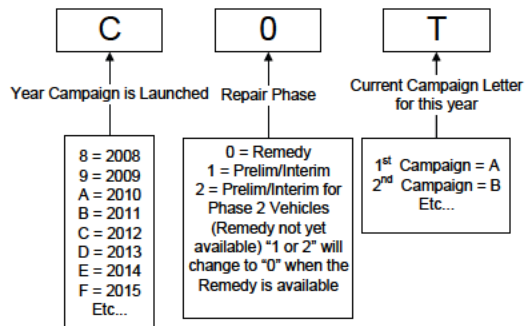 C
0
T
Year Campaign is Launched
Repair Phase
Current Campaign Letter
for this year
8 = 2008
9 = 2009
A = 2010
B = 2011
C = 2012
D = 2013
E = 2014
F = 2015
Etc...
0 = Remedy
1 = Prelim/Interim
2 = Prelim/Interim for
Phase 2 Vehicles
(Remedy not yet
available) “1 or 2” will
change to “0” when the
Remedy is available
1st Campaign = A
2nd Campaign = B
Etc...